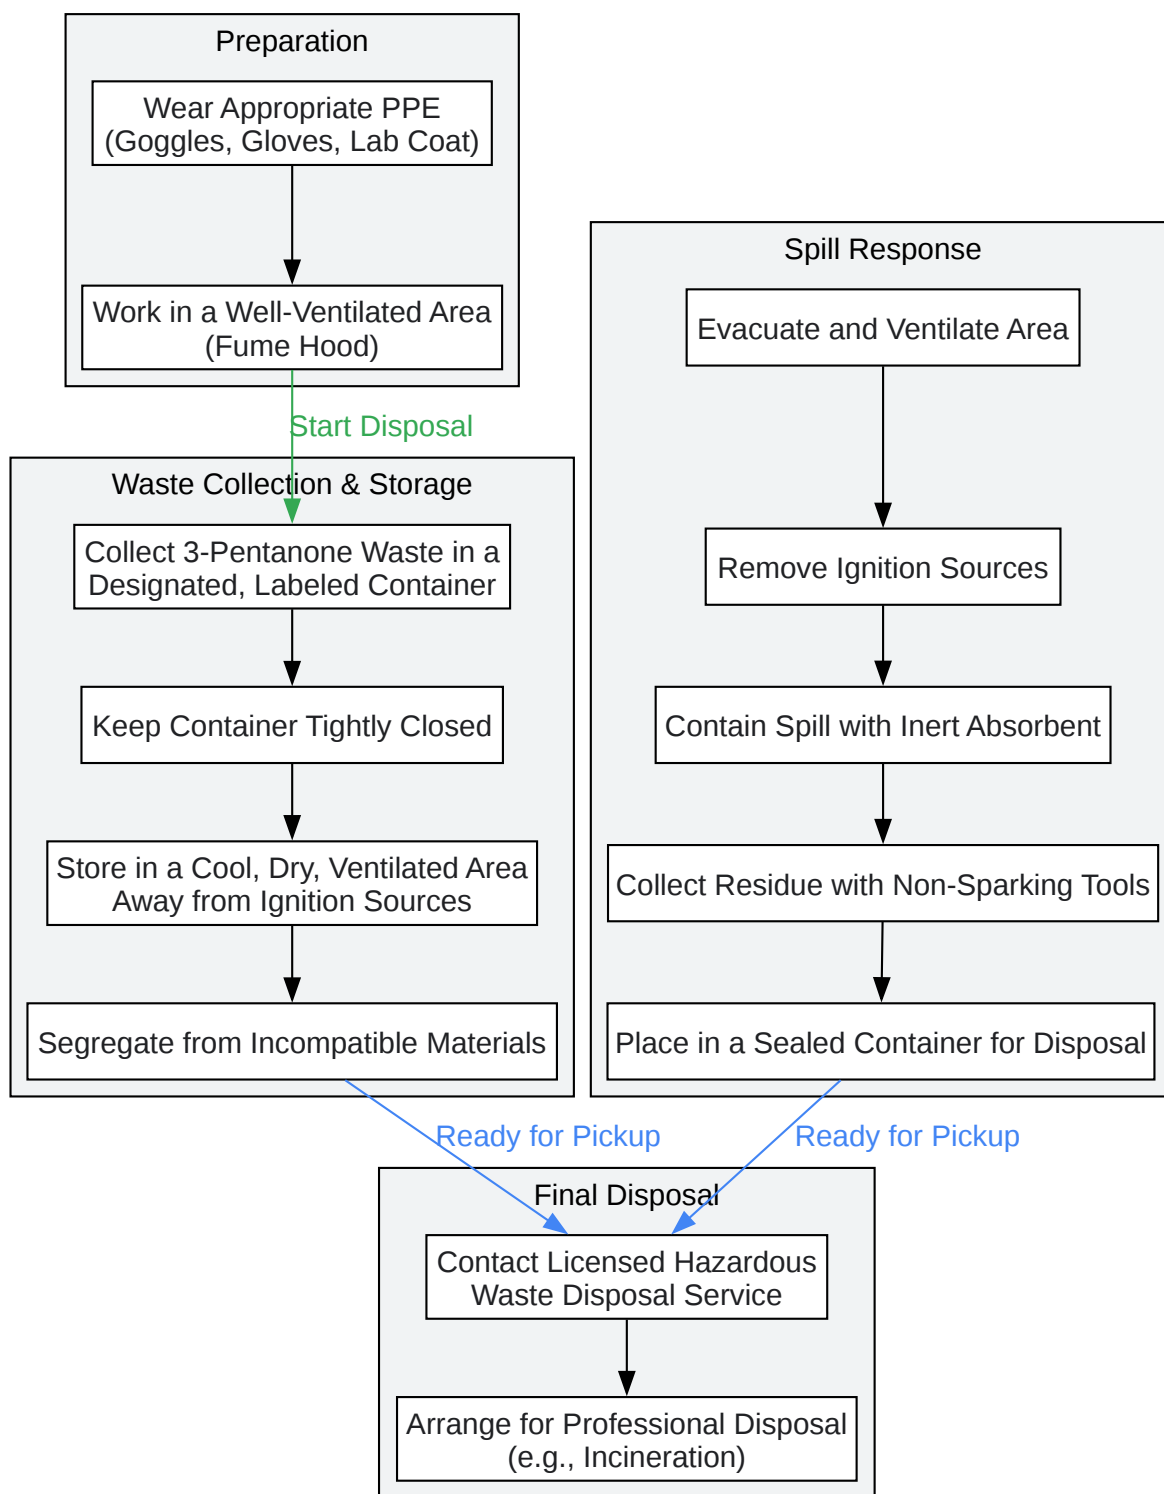 Preparation
Wear Appropriate PPE
(Goggles, Gloves, Lab Coat)
Work in a Well-Ventilated Area
(Fume Hood)
Start Disposal
Waste Collection & Storage
Collect 3-Pentanone Waste in a
Designated, Labeled Container
Keep Container Tightly Closed
Store in a Cool, Dry, Ventilated Area
Away from Ignition Sources
Segregate from Incompatible Materials
Ready for Pickup
Spill Response
Evacuate and Ventilate Area
Remove Ignition Sources
Contain Spill with Inert Absorbent
Collect Residue with Non-Sparking Tools
Place in a Sealed Container for Disposal
Ready for Pickup
Final Disposal
Contact Licensed Hazardous
Waste Disposal Service
Arrange for Professional Disposal
(e.g., Incineration)